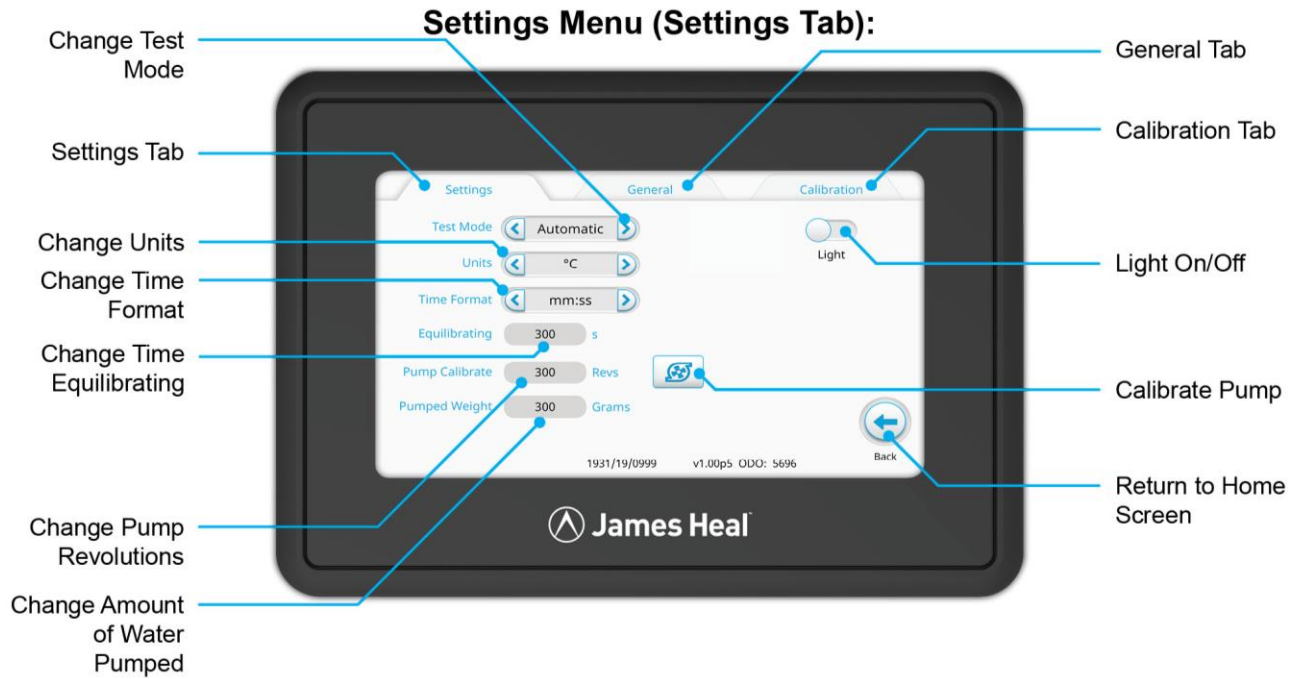 Settings Menu (Settings Tab):
Change Test
Mode
Settings Tab
Change Units
Change Time
Format
Change Time
Equilibrating
Change Pump
Revolutions
Change Amount
of Water
Pumped
Settings
General
Calibration
Test Mode
Automatic
Light
Units
°C
Time Format
mm:ss
Equilibrating 300 s
Pump Calibrate 300 Revs
Pumped Weight 300 Grams
Back
1931/19/0999 v1.00p5 ODO: 5696
James Heal
General Tab
Calibration Tab
Light On/Off
Calibrate Pump
Return to Home
Screen